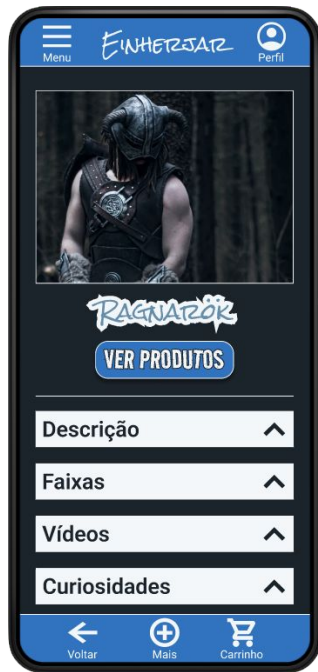 Menu
EINHERJAR
Perfil
RAGNARÖK
VER PRODUTOS
Descrição
Faixas
Vídeos
Curiosidades
Voltar
Mais
Carrinho